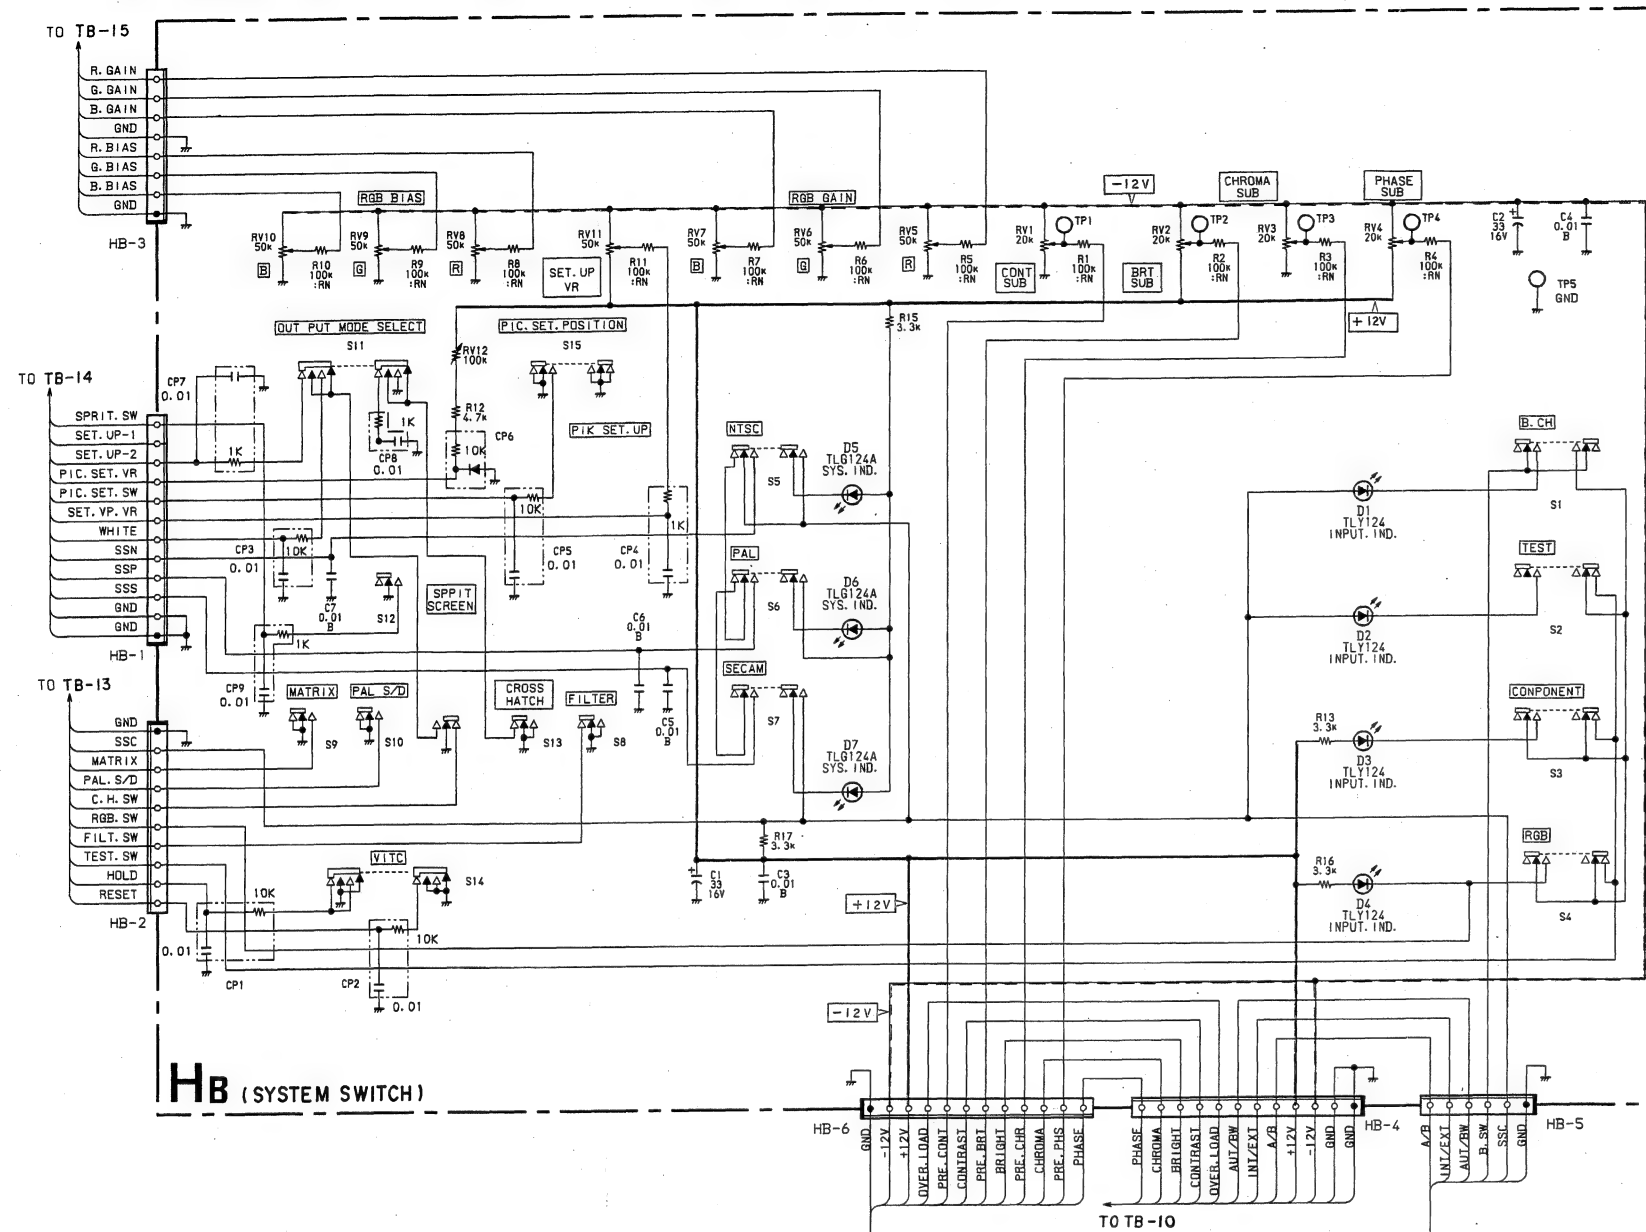 TO TB-15
R. GAIN
G. GAIN
B. GAIN
GND
R. BIAS
G. BIAS
B. BIAS
GND
HB-3
RGB BIAS
RGB GAIN
-12V
CHROMA
SUB
PHASE
SUB
RV10
50K
B
R10
100K
:RN
RV9
50K
G
R9
100K
:RN
RV8
50K
R
R8
100K
:RN
RV11
50K
SET. UP
VR
R11
100K
:RN
RV7
50K
B
R7
100K
:RN
RV6
50K
G
R6
100K
:RN
RV5
50K
R
R5
100K
:RN
RV1
20K
TP1
CONT
SUB
R1
100K
:RN
RV2
20K
TP2
BRT
SUB
R2
100K
:RN
RV3
20K
TP3
R3
100K
:RN
RV4
20K
TP4
R4
100K
:RN
C2
33
16V
C4
0.01
B
TP5
GND
+12V
R15
3.3K
OUT PUT MODE SELECT
S11
PIC. SET. POSITION
S15
RV12
100K
R12
4.7K
CP6
10K
CP7
0.01
1K
1K
CP8
0.01
PIK SET. UP
TO TB-14
SPRIT. SW
SET. UP-1
SET. UP-2
PIC. SET. VR
PIC. SET. SW
SET. VP. VR
WHITE
SSN
SSP
SSS
GND
GND
HB-1
CP3
0.01
10K
C7
0.01
B
S12
SPPIT
SCREEN
10K
CP5
0.01
CP4
0.01
1K
1K
CP9
0.01
C6
0.01
B
C5
0.01
B
NTSC
S5
D5
TLG124A
SYS. IND.
PAL
S6
D6
TLG124A
SYS. IND.
SECAM
S7
D7
TLG124A
SYS. IND.
B. CH
S1
D1
TLY124
INPUT. IND.
TEST
S2
D2
TLY124
INPUT. IND.
CONPONENT
S3
R13
3.3K
D3
TLY124
INPUT. IND.
RGB
S4
R16
3.3K
D4
TLY124
INPUT. IND.
TO TB-13
GND
SSC
MATRIX
PAL. S/D
C. H. SW
RGB. SW
FILT. SW
TEST. SW
HOLD
RESET
HB-2
MATRIX
S9
PAL S/D
S10
CROSS
HATCH
S13
FILTER
S8
VITC
S14
10K
0.01
CP1
10K
CP2
0.01
R17
3.3K
C1
33
16V
C3
0.01
B
+12V
-12V
HB (SYSTEM SWITCH)
HB-6
GND
-12V
+12V
OVER. LOAD
PRE. CONT
CONTRAST
PRE. BRT
BRIGHT
PRE. CHR
CHROMA
PRE. PHS
PHASE
PHASE
CHROMA
BRIGHT
CONTRAST
OVER. LOAD
AUT/BW
INT/EXT
A/B
+12V
-12V
GND
GND
HB-4
A/B
INT/EXT
AUT/BW
B. SW
SSC
GND
HB-5
TO TB-10